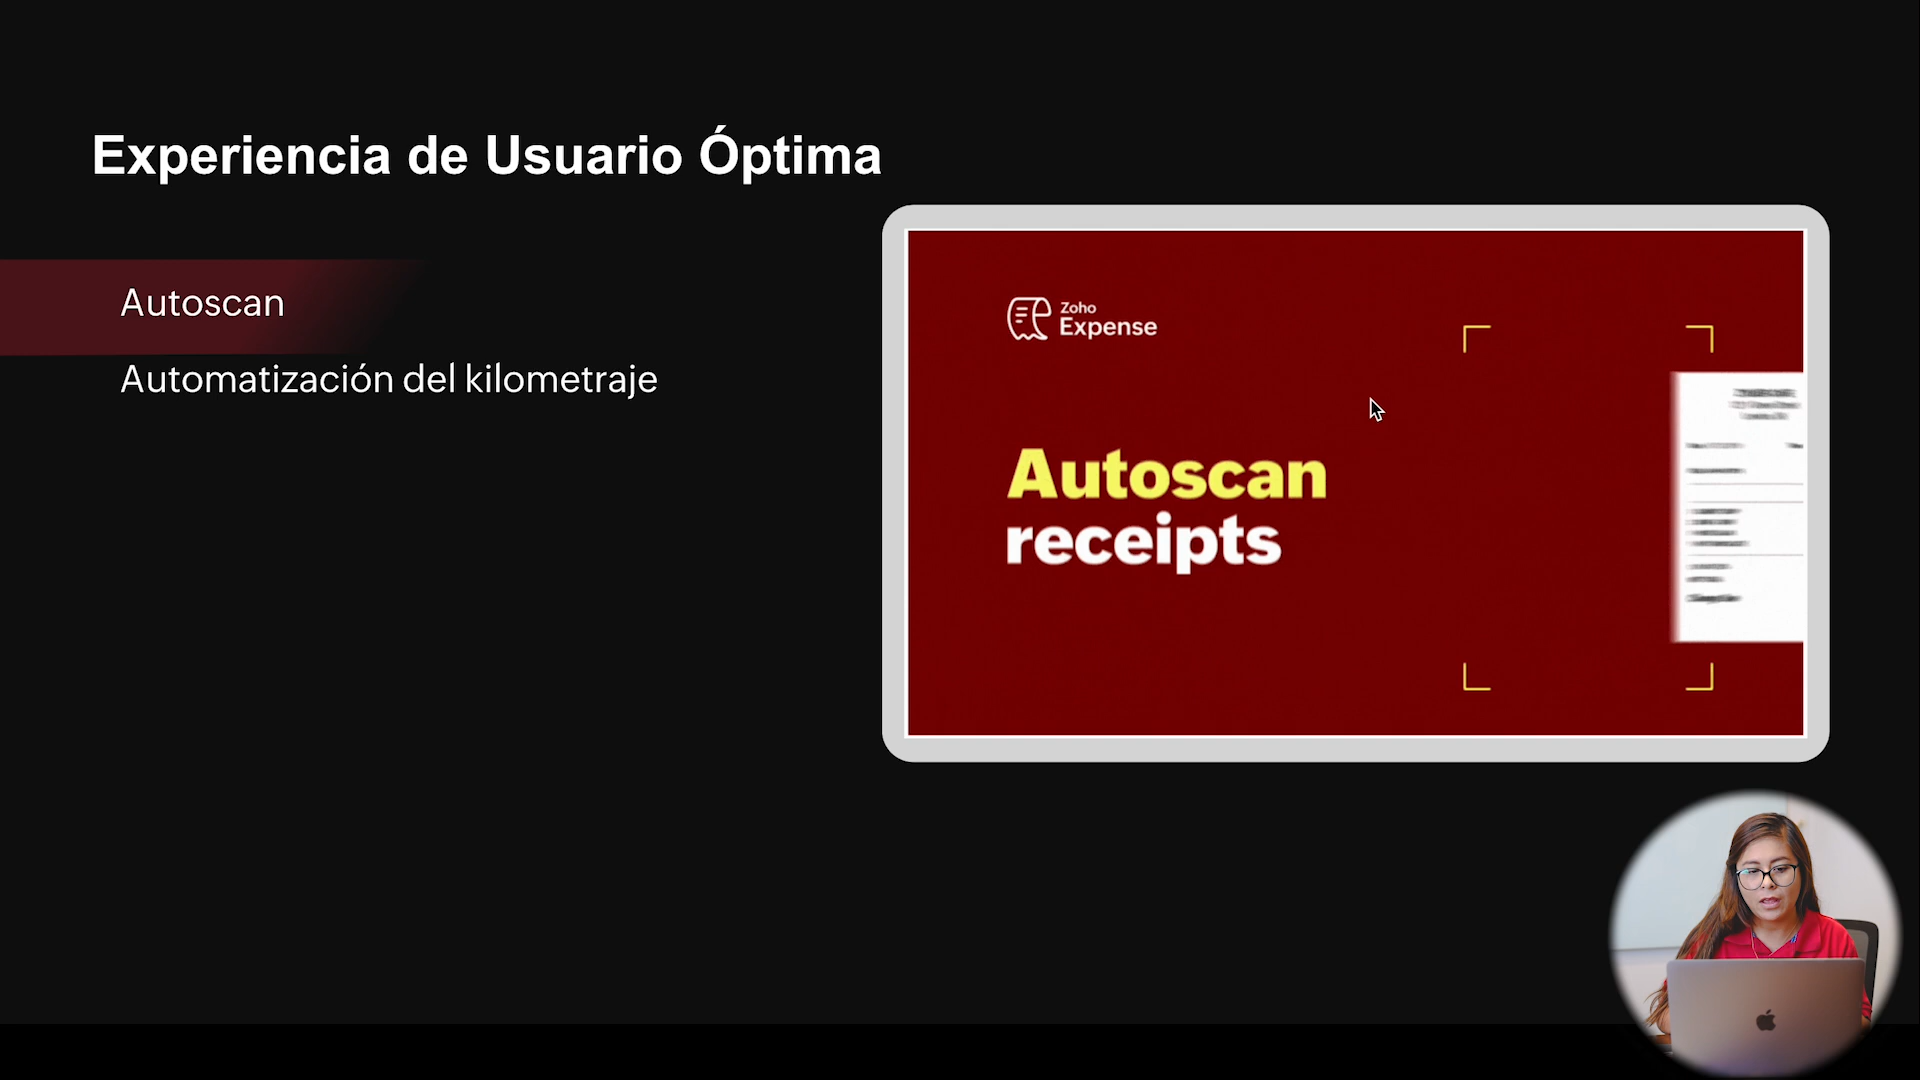 Experiencia de Usuario Óptima
Autoscan
Automatización del kilometraje
Zoho
Expense
Autoscan
receipts